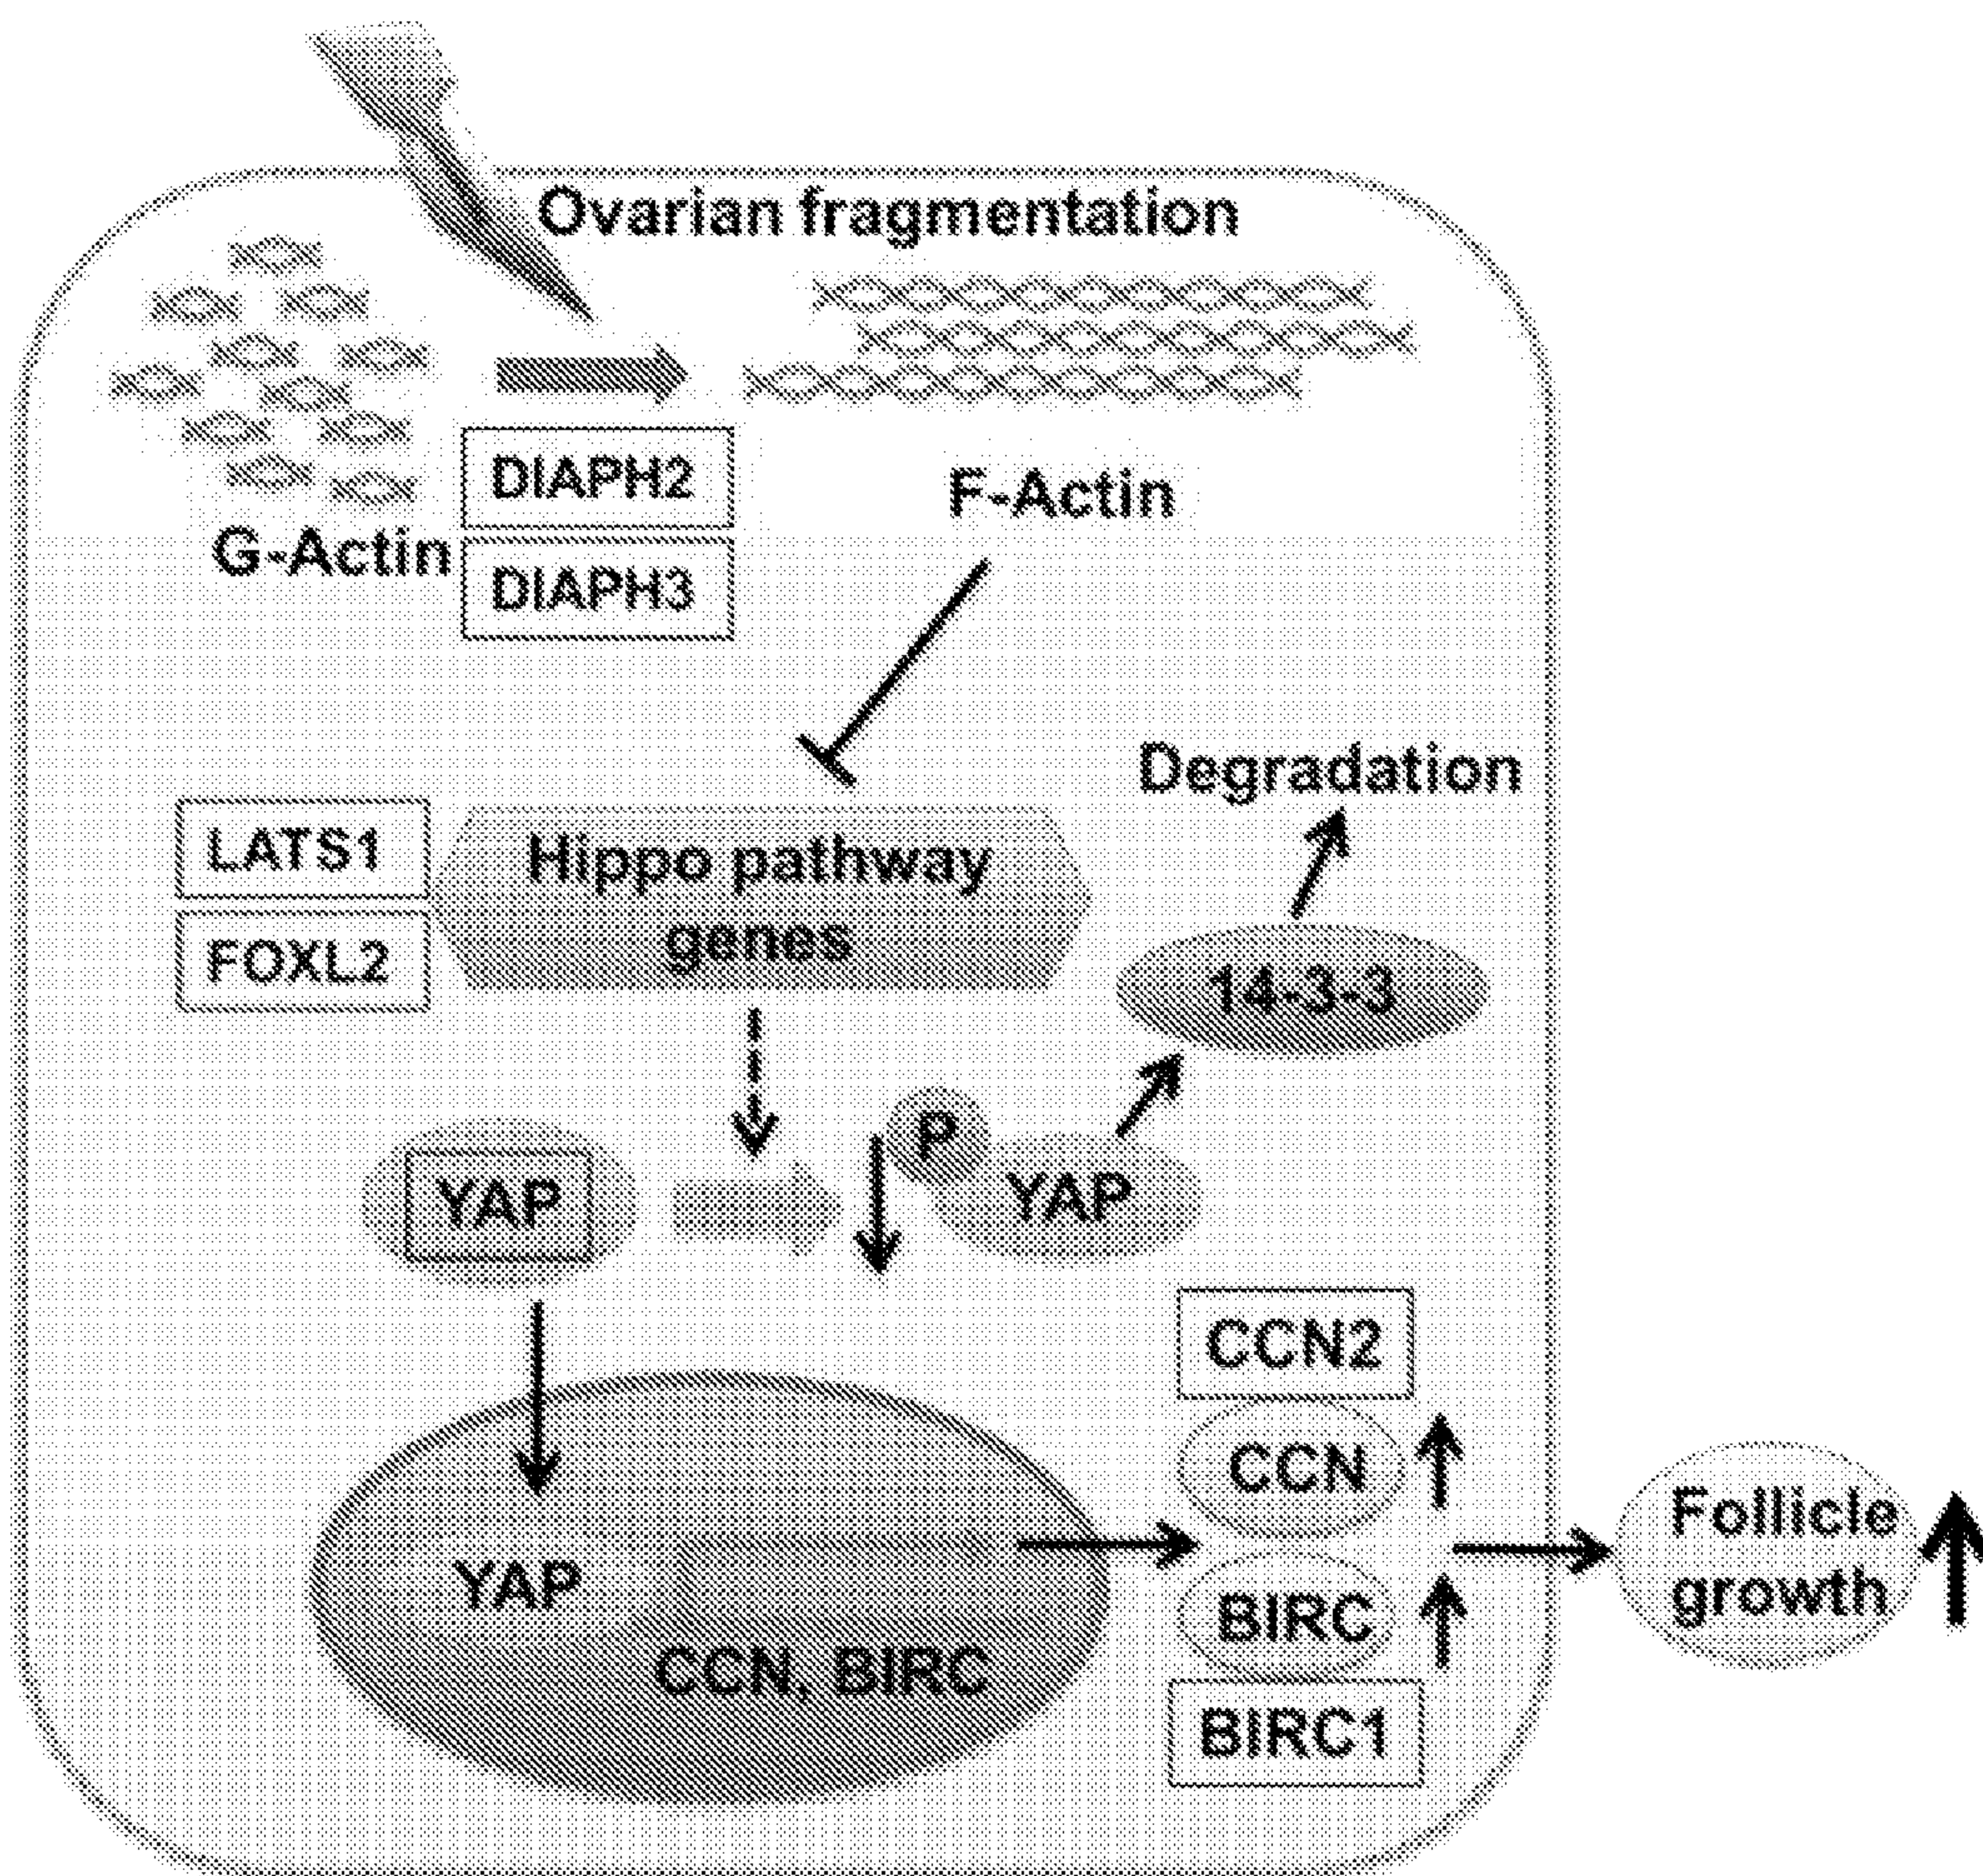 Ovarian fragmentation
DIAPH2
F-Actin
G-Actin
DIAPH3
Degradation
LATS1
Hippo pathway
genes
FOXL2
14-3-3
P
YAP
YAP
CCN2
CCN
Follicle
growth
YAP
BIRC
CCN, BIRC
BIRC1